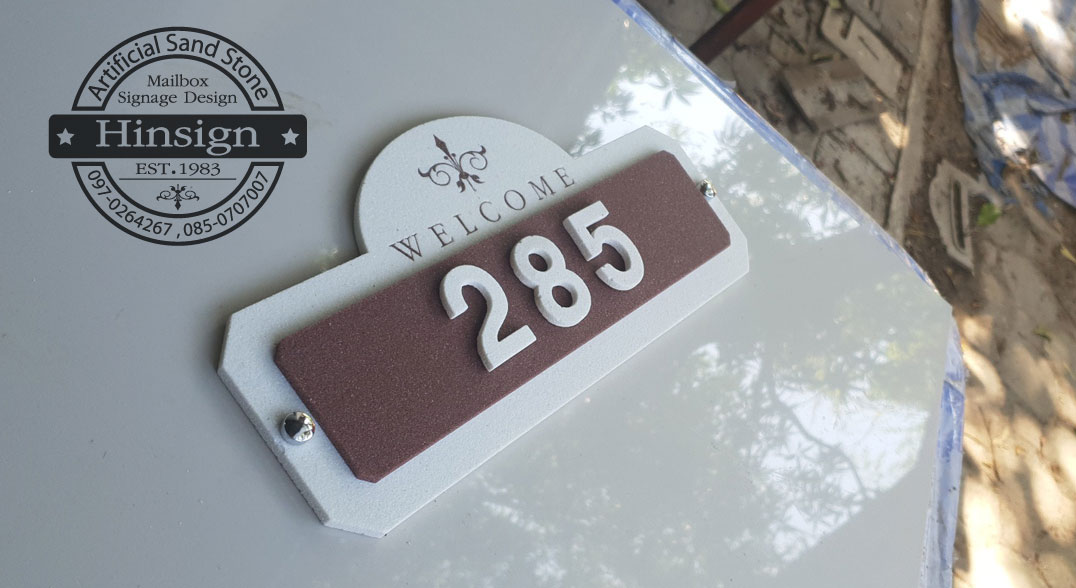 Artificial Sand Stone
Mailbox
Signage Design
Hinsign
EST.1983
097-0264267 , 085-0707007
WELCOME
285